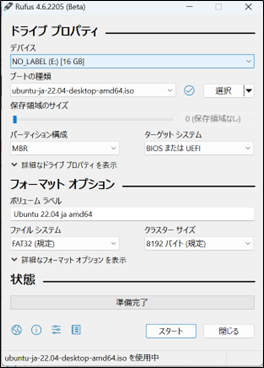 Rufus 4.6.2205 (Beta)
ドライブ プロパティ
デバイス
NO_LABEL (E:) [16 GB]
ブートの種類
ubuntu-ja-22.04-desktop-amd64.iso
選択
保存領域のサイズ
0 (保存領域なし)
パーティション構成
ターゲット システム
MBR
BIOS または UEFI
詳細なドライブ プロパティを表示
フォーマット オプション
ボリューム ラベル
Ubuntu 22.04 ja amd64
ファイル システム
クラスター サイズ
FAT32 (規定)
8192 バイト (規定)
詳細なフォーマット オプションを表示
状態
準備完了
スタート
閉じる
ubuntu-ja-22.04-desktop-amd64.iso を使用中